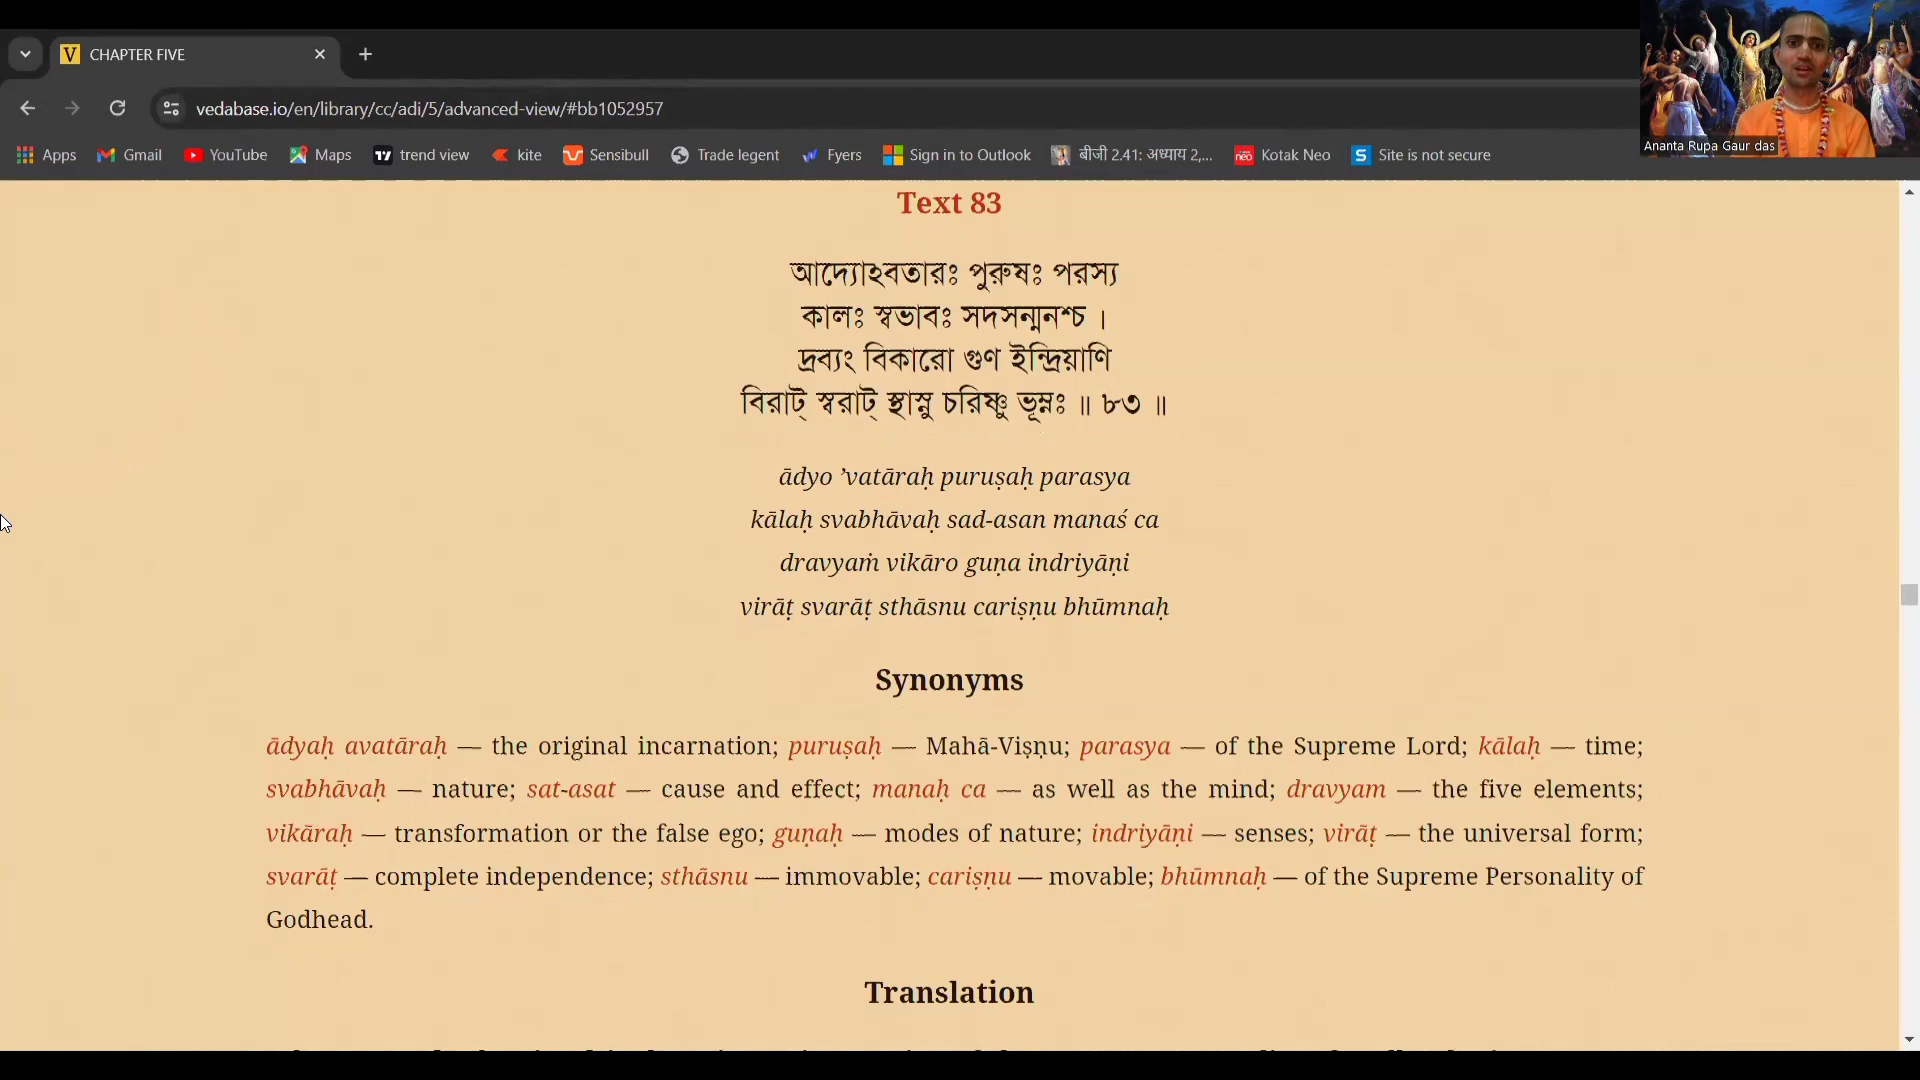 CHAPTER FIVE
vedabase.io/en/library/cc/adi/5/advanced-view/#bb1052957
Apps Gmail YouTube Maps trend view kite Sensibull Trade legent Fyers Sign in to Outlook बीजी 2.41: अध्याय 2,... Kotak Neo Site is not secure
Ananta Rupa Gaur das
Text 83
আদ্যোঽবতারঃ পুরুষঃ পরস্য
কালঃ স্বভাবঃ সদসন্মনশ্চ ।
দ্রব্যং বিকারো গুণ ইন্দ্রিয়াণি
বিরাট্ স্বরাট্ স্থাস্নু চরিষ্ণু ভূম্নঃ ॥ ৮৩ ॥
ādyo ’vatāraḥ puruṣaḥ parasya
kālaḥ svabhāvaḥ sad-asan manaś ca
dravyaṁ vikāro guṇa indriyāṇi
virāṭ svarāṭ sthāsnu cariṣṇu bhūmnaḥ
Synonyms
ādyaḥ avatāraḥ — the original incarnation; puruṣaḥ — Mahā-Viṣṇu; parasya — of the Supreme Lord; kālaḥ — time;
svabhāvaḥ — nature; sat-asat — cause and effect; manaḥ ca — as well as the mind; dravyam — the five elements;
vikāraḥ — transformation or the false ego; guṇaḥ — modes of nature; indriyāṇi — senses; virāṭ — the universal form;
svarāṭ — complete independence; sthāsnu — immovable; cariṣṇu — movable; bhūmnaḥ — of the Supreme Personality of
Godhead.
Translation